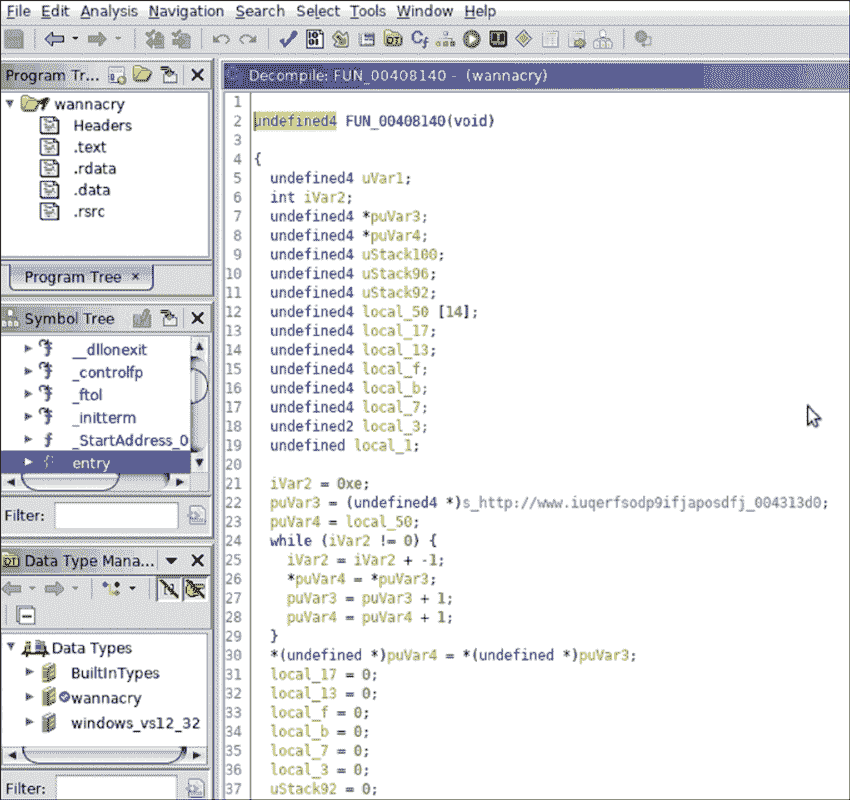 File Edit Analysis Navigation Search Select Tools Window Help
Program Tr...
wannacry
Headers
.text
.rdata
.data
.rsrc
Program Tree ×
Symbol Tree
__dllonexit
_controlfp
_ftol
_initterm
_StartAddress_0
entry
Filter:
Data Type Mana...
Data Types
BuiltInTypes
wannacry
windows_vs12_32
Filter:
Decompile: FUN_00408140 - (wannacry)
1
2 undefined4 FUN_00408140(void)
3
4 {
5 undefined4 uVar1;
6 int iVar2;
7 undefined4 *puVar3;
8 undefined4 *puVar4;
9 undefined4 uStack100;
10 undefined4 uStack96;
11 undefined4 uStack92;
12 undefined4 local_50 [14];
13 undefined4 local_17;
14 undefined4 local_13;
15 undefined4 local_f;
16 undefined4 local_b;
17 undefined4 local_7;
18 undefined2 local_3;
19 undefined local_1;
20
21 iVar2 = 0xe;
22 puVar3 = (undefined4 *)s_http://www.iuqerfsodp9ifjaposdfj_004313d0;
23 puVar4 = local_50;
24 while (iVar2 != 0) {
25 iVar2 = iVar2 + -1;
26 *puVar4 = *puVar3;
27 puVar3 = puVar3 + 1;
28 puVar4 = puVar4 + 1;
29 }
30 *(undefined *)puVar4 = *(undefined *)puVar3;
31 local_17 = 0;
32 local_13 = 0;
33 local_f = 0;
34 local_b = 0;
35 local_7 = 0;
36 local_3 = 0;
37 uStack92 = 0;